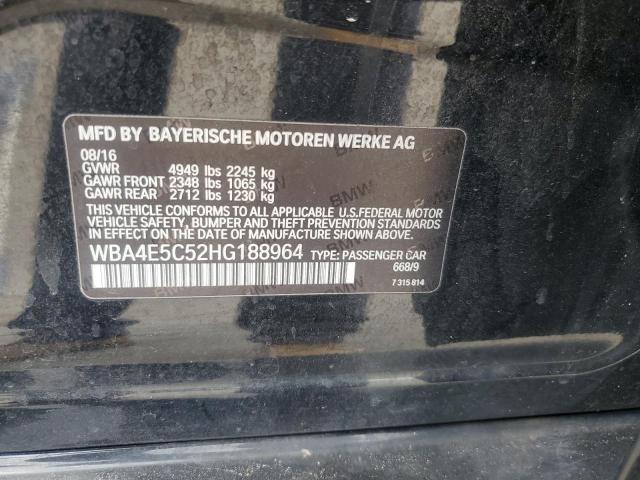 MFD BY BAYERISCHE MOTOREN WERKE AG
08/16
GVWR 4949 lbs 2245 kg
GAWR FRONT 2348 lbs 1065 kg
GAWR REAR 2712 lbs 1230 kg
THIS VEHICLE CONFORMS TO ALL APPLICABLE U.S.FEDERAL MOTOR
VEHICLE SAFETY, BUMPER AND THEFT PREVENTION
STANDARDS IN EFFECT ON THE DATE OF MANUFACTURE SHOWN ABOVE.
WBA4E5C52HG188964 TYPE: PASSENGER CAR
668/9
7 315 814
BMW